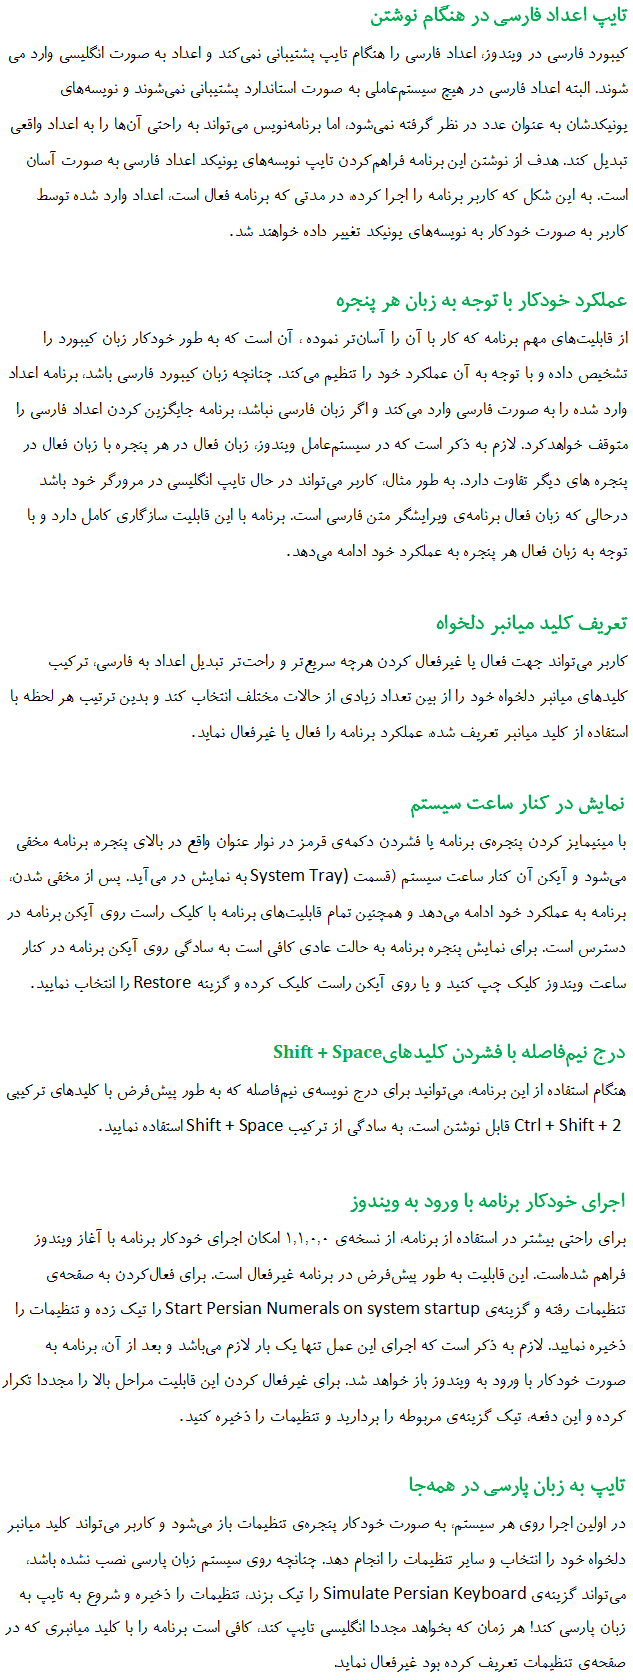 تایپ اعداد فارسی در هنگام نوشتن
کیبورد فارسی در ویندوز، اعداد فارسی را هنگام تایپ پشتیبانی نمی‌کند و اعداد به صورت انگلیسی وارد می
شوند. البته اعداد فارسی در هیچ سیستم‌عاملی به صورت استاندارد پشتیبانی نمی‌شوند و نویسه‌های
یونیکدشان به عنوان عدد در نظر گرفته نمی‌شود، اما برنامه‌نویس می‌تواند به راحتی آن‌ها را به اعداد واقعی
تبدیل کند. هدف از نوشتن این برنامه فراهم‌کردن تایپ نویسه‌های یونیکد اعداد فارسی به صورت آسان
است. به این شکل که کاربر برنامه را اجرا کرده، در مدتی که برنامه فعال است، اعداد وارد شده توسط
کاربر به صورت خودکار به نویسه‌های یونیکد تغییر داده خواهند شد.
عملکرد خودکار با توجه به زبان هر پنجره
از قابلیت‌های مهم برنامه که کار با آن را آسان‌تر نموده ، آن است که به طور خودکار زبان کیبورد را
تشخیص داده و با توجه به آن عملکرد خود را تنظیم می‌کند. چنانچه زبان کیبورد فارسی باشد، برنامه اعداد
وارد شده را به صورت فارسی وارد می‌کند و اگر زبان فارسی نباشد، برنامه جایگزین کردن اعداد فارسی را
متوقف خواهدکرد. لازم به ذکر است که در سیستم‌عامل ویندوز، زبان فعال در هر پنجره با زبان فعال در
پنجره های دیگر تفاوت دارد. به طور مثال، کاربر می‌تواند در حال تایپ انگلیسی در مرورگر خود باشد
درحالی که زبان فعال برنامه‌ی ویرایشگر متن فارسی است. برنامه با این قابلیت سازگاری کامل دارد و با
توجه به زبان فعال هر پنجره به عملکرد خود ادامه می‌دهد.
تعریف کلید میانبر دلخواه
کاربر می‌تواند جهت فعال یا غیرفعال کردن هرچه سریع‌تر و راحت‌تر تبدیل اعداد به فارسی، ترکیب
کلیدهای میانبر دلخواه خود را از بین تعداد زیادی از حالات مختلف انتخاب کند و بدین ترتیب هر لحظه با
استفاده از کلید میانبر تعریف شده، عملکرد برنامه را فعال یا غیرفعال نماید.
نمایش در کنار ساعت سیستم
با مینیمایز کردن پنجره‌ی برنامه یا فشردن دکمه‌ی قرمز در نوار عنوان واقع در بالای پنجره، برنامه مخفی
می‌شود و آیکن آن کنار ساعت سیستم (قسمت System Tray) به نمایش در می‌آید. پس از مخفی شدن،
برنامه به عملکرد خود ادامه می‌دهد و همچنین تمام قابلیت‌های برنامه با کلیک راست روی آیکن برنامه در
دسترس است. برای نمایش پنجره برنامه به حالت عادی کافی است به سادگی روی آیکن برنامه در کنار
ساعت ویندوز کلیک چپ کنید و یا روی آیکن راست کلیک کرده و گزینه Restore را انتخاب نمایید.
درج نیم‌فاصله با فشردن کلیدهای Shift + Space
هنگام استفاده از این برنامه، می‌توانید برای درج نویسه‌ی نیم‌فاصله که به طور پیش‌فرض با کلیدهای ترکیبی
Ctrl + Shift + 2 قابل نوشتن است، به سادگی از ترکیب Shift + Space استفاده نمایید.
اجرای خودکار برنامه با ورود به ویندوز
برای راحتی بیشتر در استفاده از برنامه، از نسخه‌ی ۱,۱,۰,۰ امکان اجرای خودکار برنامه با آغاز ویندوز
فراهم شده‌است. این قابلیت به طور پیش‌فرض در برنامه غیرفعال است. برای فعال‌کردن به صفحه‌ی
تنظیمات رفته و گزینه‌ی Start Persian Numerals on system startup را تیک زده و تنظیمات را
ذخیره نمایید. لازم به ذکر است که اجرای این عمل تنها یک بار لازم می‌باشد و بعد از آن، برنامه به
صورت خودکار با ورود به ویندوز باز خواهد شد. برای غیرفعال کردن این قابلیت مراحل بالا را مجددا تکرار
کرده و این دفعه، تیک گزینه‌ی مربوطه را بردارید و تنظیمات را ذخیره کنید.
تایپ به زبان پارسی در همه‌جا
در اولین اجرا روی هر سیستم، به صورت خودکار پنجره‌ی تنظیمات باز می‌شود و کاربر می‌تواند کلید میانبر
دلخواه خود را انتخاب و سایر تنظیمات را انجام دهد. چنانچه روی سیستم زبان پارسی نصب نشده باشد،
می‌تواند گزینه‌ی Simulate Persian Keyboard را تیک بزند، تنظیمات را ذخیره و شروع به تایپ به
زبان پارسی کند! هر زمان که بخواهد مجددا انگلیسی تایپ کند، کافی است برنامه را با کلید میانبری که در
صفحه‌ی تنظیمات تعریف کرده بود غیرفعال نماید.